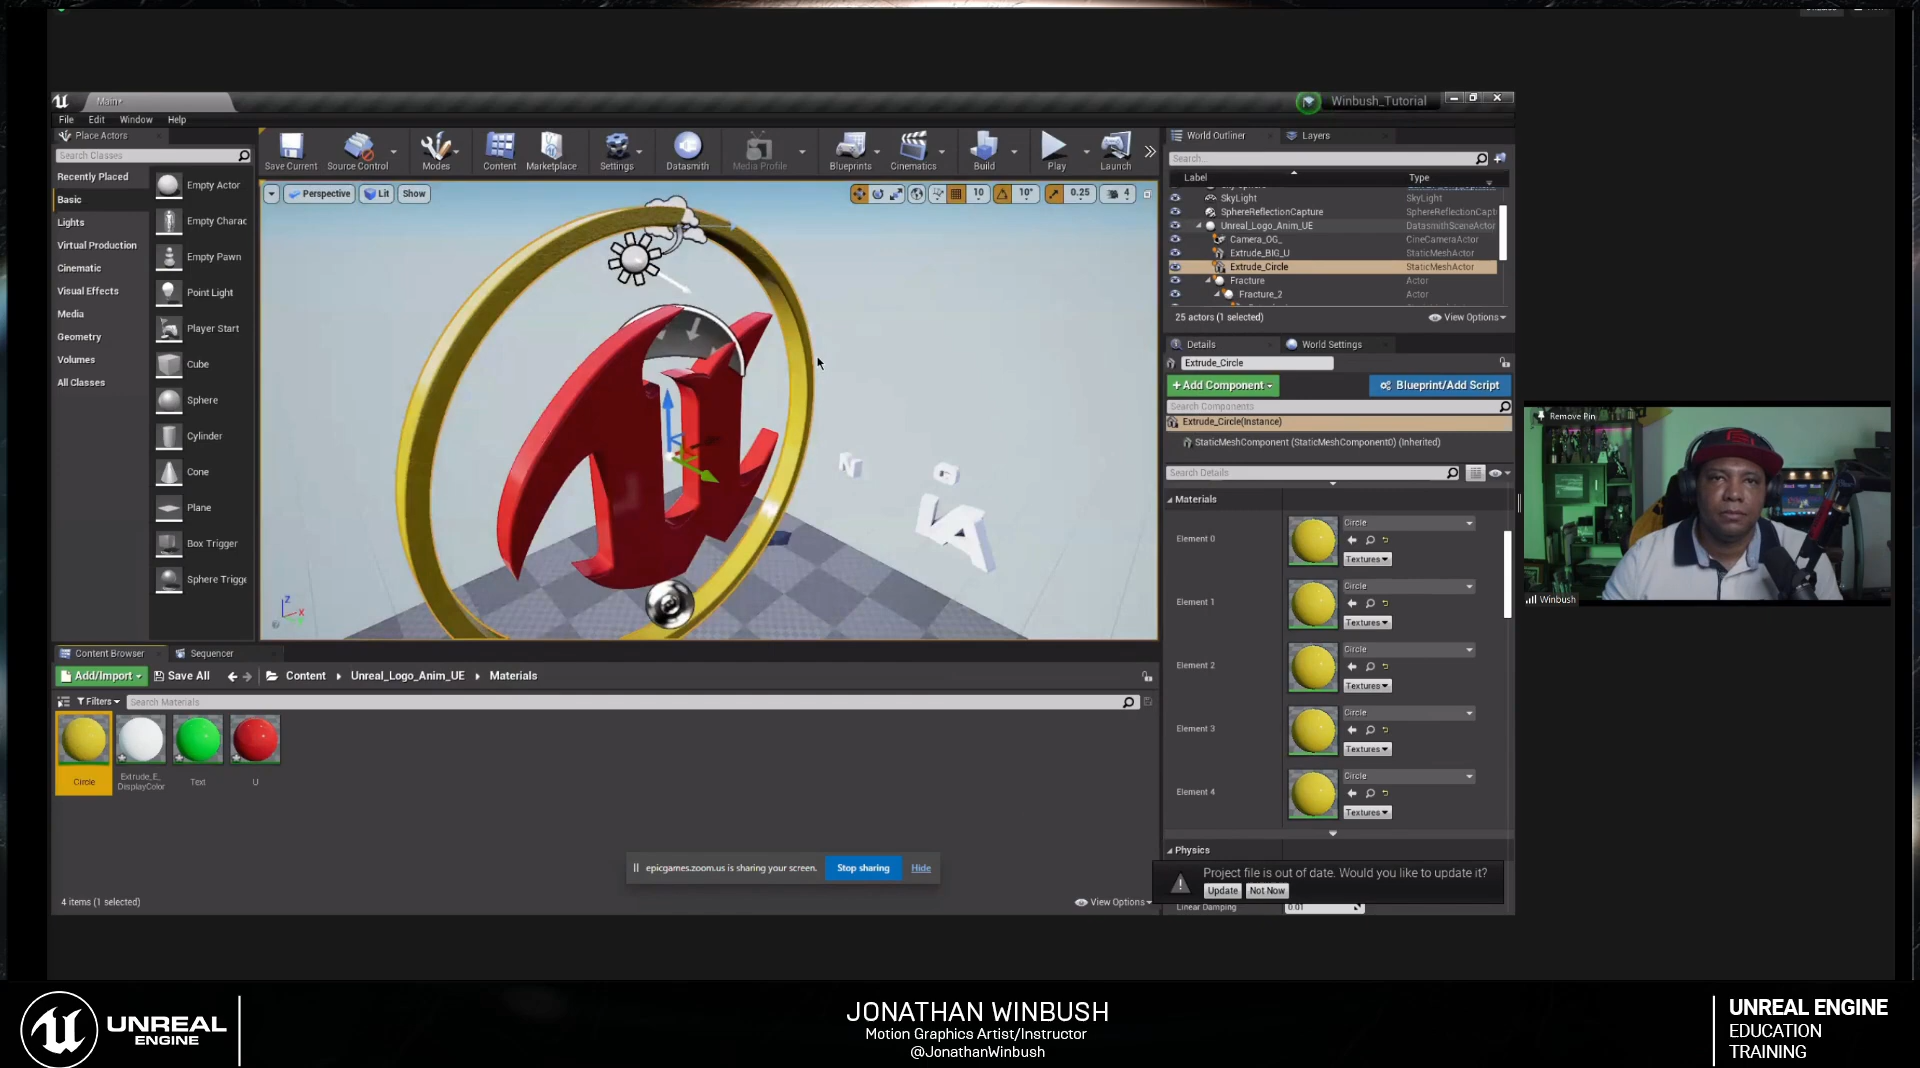 Main*
Winbush_Tutorial
File Edit Window Help
Place Actors
Search Classes
Recently Placed
Basic
Lights
Virtual Production
Cinematic
Visual Effects
Media
Geometry
Volumes
All Classes
Empty Actor
Empty Charac
Empty Pawn
Point Light
Player Start
Cube
Sphere
Cylinder
Cone
Plane
Box Trigger
Sphere Trigge
Save Current Source Control Modes Content Marketplace Settings Datasmith Media Profile Blueprints Cinematics Build Play Launch
Perspective Lit Show
10 10° 0.25 4
World Outliner Layers
Search...
Label Type
SkyLight SkyLight
SphereReflectionCapture SphereReflectionCapt
Unreal_Logo_Anim_UE DatasmithSceneActor
Camera_OG_ CineCameraActor
Extrude_BIG_U StaticMeshActor
Extrude_Circle StaticMeshActor
Fracture Actor
Fracture_2 Actor
25 actors (1 selected) View Options
Details World Settings
Extrude_Circle
+Add Component Blueprint/Add Script
Search Components
Extrude_Circle(Instance)
StaticMeshComponent (StaticMeshComponent0) (Inherited)
Search Details
Materials
Element 0 Circle
Textures
Element 1 Circle
Textures
Element 2 Circle
Textures
Element 3 Circle
Textures
Element 4 Circle
Textures
Physics
Project file is out of date. Would you like to update it?
Update Not Now
Linear Damping 0.01
Content Browser Sequencer
Add/Import Save All Content Unreal_Logo_Anim_UE Materials
Filters Search Materials
Circle
Extrude_E_
DisplayColor
Text
U
epicgames.zoom.us is sharing your screen. Stop sharing Hide
4 items (1 selected) View Options
Z
X
Remove Pin
Winbush
UNREAL
ENGINE
JONATHAN WINBUSH
Motion Graphics Artist/Instructor
@JonathanWinbush
UNREAL ENGINE
EDUCATION
TRAINING